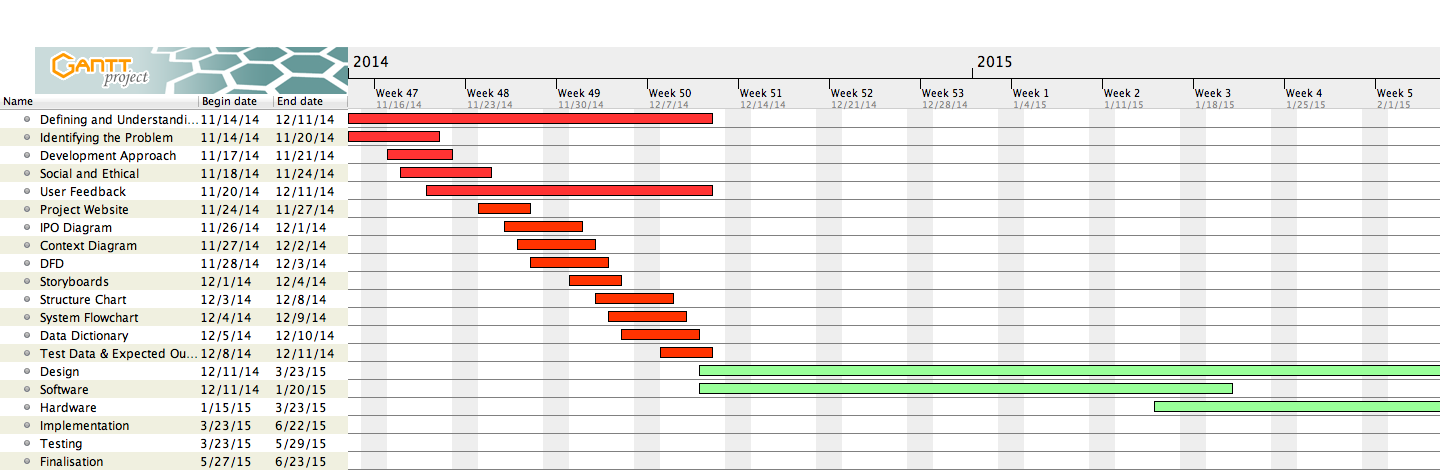 GANTT
project
2014 2015
Week 47 Week 48 Week 49 Week 50 Week 51 Week 52 Week 53 Week 1 Week 2 Week 3 Week 4 Week 5
Name Begin date End date 11/16/14 11/23/14 11/30/14 12/7/14 12/14/14 12/21/14 12/28/14 1/4/15 1/11/15 1/18/15 1/25/15 2/1/15
Defining and Understandi... 11/14/14 12/11/14
Identifying the Problem 11/14/14 11/20/14
Development Approach 11/17/14 11/21/14
Social and Ethical 11/18/14 11/24/14
User Feedback 11/20/14 12/11/14
Project Website 11/24/14 11/27/14
IPO Diagram 11/26/14 12/1/14
Context Diagram 11/27/14 12/2/14
DFD 11/28/14 12/3/14
Storyboards 12/1/14 12/4/14
Structure Chart 12/3/14 12/8/14
System Flowchart 12/4/14 12/9/14
Data Dictionary 12/5/14 12/10/14
Test Data & Expected Ou... 12/8/14 12/11/14
Design 12/11/14 3/23/15
Software 12/11/14 1/20/15
Hardware 1/15/15 3/23/15
Implementation 3/23/15 6/22/15
Testing 3/23/15 5/29/15
Finalisation 5/27/15 6/23/15